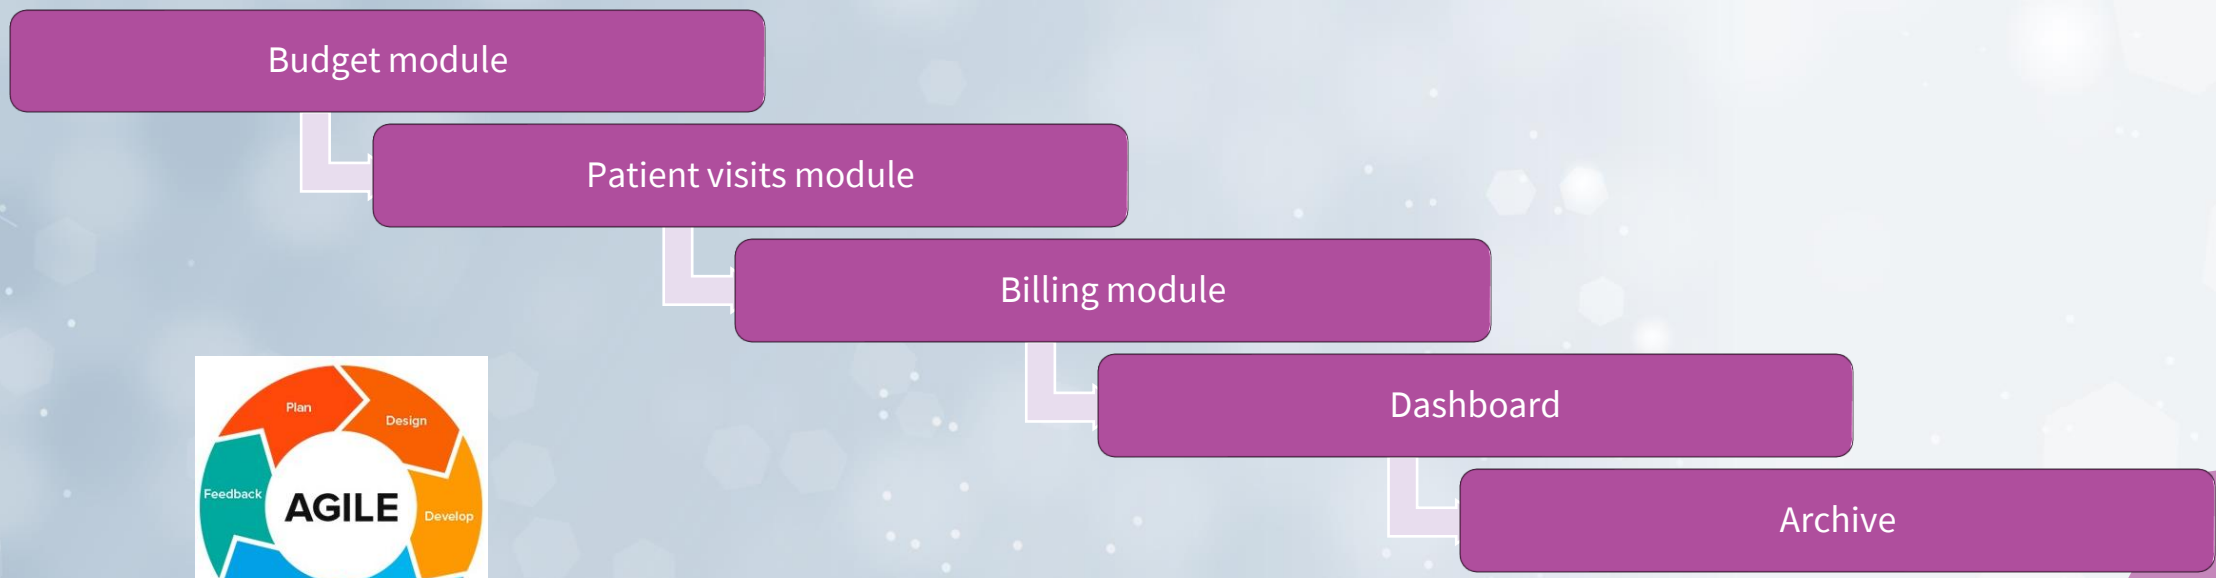 Budget module
Patient visits module
Billing module
Dashboard
Archive
Plan
Design
Feedback
AGILE
Develop